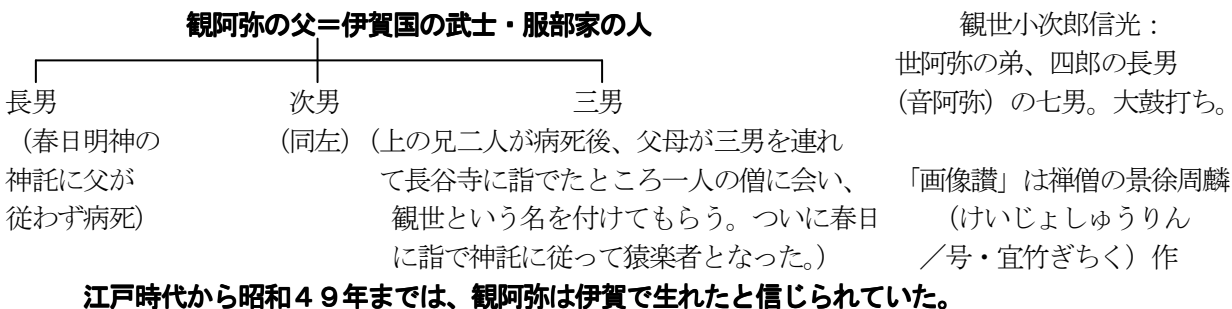 観阿弥の父＝伊賀国の武士・服部家の人
長男
（春日明神の
神託に父が
従わず病死）
次男
（同左）
三男
（上の兄二人が病死後、父母が三男を連れ
て長谷寺に詣でたところ一人の僧に会い、
観世という名を付けてもらう。ついに春日
に詣で神託に従って猿楽者となった。）
観世小次郎信光：
世阿弥の弟、四郎の長男
（音阿弥）の七男。大鼓打ち。
「画像讃」は禅僧の景徐周麟
（けいじょしゅうりん
／号・宜竹ぎちく）作
江戸時代から昭和４９年までは、観阿弥は伊賀で生れたと信じられていた。